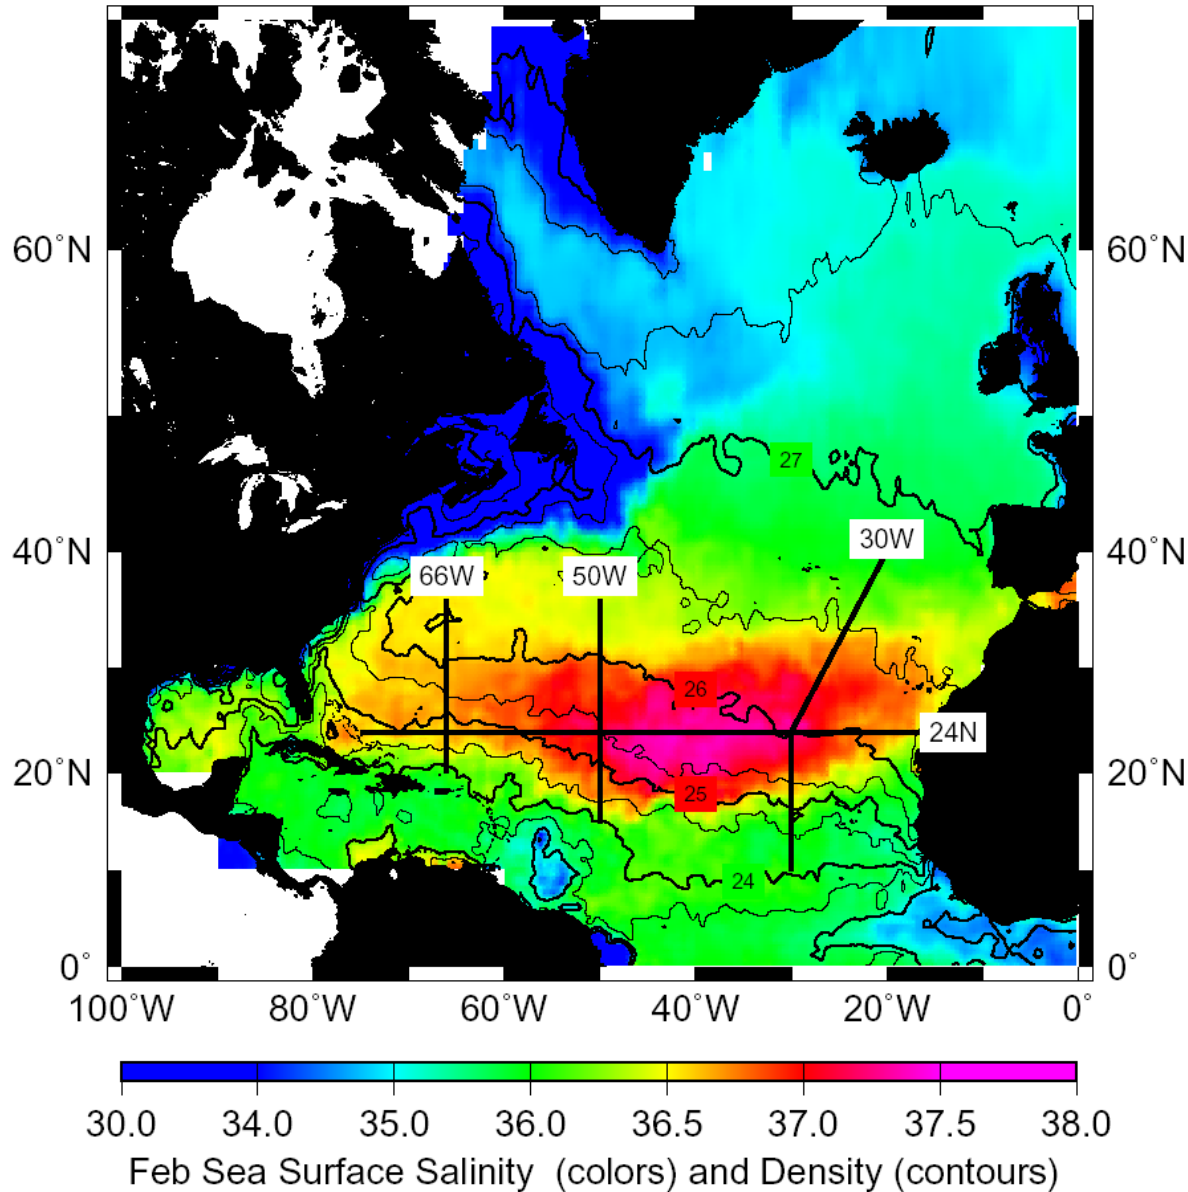 60°N
60°N
27
30W
40°N
40°N
66W
50W
26
24N
20°N
20°N
25
24
0°
0°
100°W
80°W
60°W
40°W
20°W
0°
30.0
34.0
35.0
36.0
36.5
37.0
37.5
38.0
Feb Sea Surface Salinity (colors) and Density (contours)